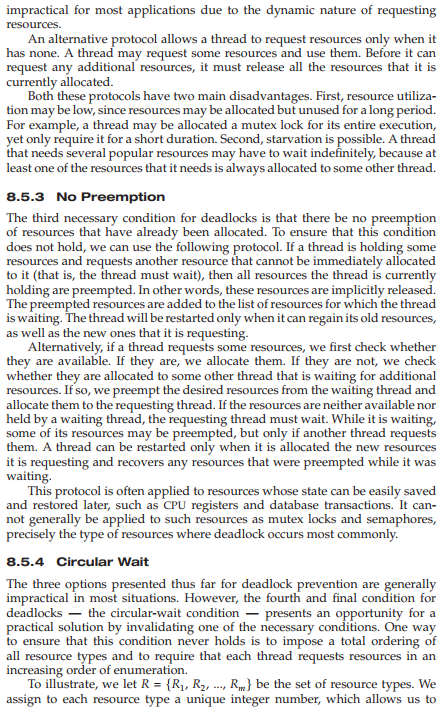 impractical for most applications due to the dynamic nature of requesting
resources.
An alternative protocol allows a thread to request resources only when it
has none. A thread may request some resources and use them. Before it can
request any additional resources, it must release all the resources that it is
currently allocated.
Both these protocols have two main disadvantages. First, resource utiliza-
tion may be low, since resources may be allocated but unused for a long period.
For example, a thread may be allocated a mutex lock for its entire execution,
yet only require it for a short duration. Second, starvation is possible. A thread
that needs several popular resources may have to wait indefinitely, because at
least one of the resources that it needs is always allocated to some other thread.
8.5.3 No Preemption
The third necessary condition for deadlocks is that there be no preemption
of resources that have already been allocated. To ensure that this condition
does not hold, we can use the following protocol. If a thread is holding some
resources and requests another resource that cannot be immediately allocated
to it (that is, the thread must wait), then all resources the thread is currently
holding are preempted. In other words, these resources are implicitly released.
The preempted resources are added to the list of resources for which the thread
is waiting. The thread will be restarted only when it can regain its old resources,
as well as the new ones that it is requesting.
Alternatively, if a thread requests some resources, we first check whether
they are available. If they are, we allocate them. If they are not, we check
whether they are allocated to some other thread that is waiting for additional
resources. If so, we preempt the desired resources from the waiting thread and
allocate them to the requesting thread. If the resources are neither available nor
held by a waiting thread, the requesting thread must wait. While it is waiting,
some of its resources may be preempted, but only if another thread requests
them. A thread can be restarted only when it is allocated the new resources
it is requesting and recovers any resources that were preempted while it was
waiting.
This protocol is often applied to resources whose state can be easily saved
and restored later, such as CPU registers and database transactions. It can-
not generally be applied to such resources as mutex locks and semaphores,
precisely the type of resources where deadlock occurs most commonly.
8.5.4 Circular Wait
The three options presented thus far for deadlock prevention are generally
impractical in most situations. However, the fourth and final condition for
deadlocks — the circular-wait condition — presents an opportunity for a
practical solution by invalidating one of the necessary conditions. One way
to ensure that this condition never holds is to impose a total ordering of
all resource types and to require that each thread requests resources in an
increasing order of enumeration.
To illustrate, we let R = {R₁, R₂, ..., Rₘ} be the set of resource types. We
assign to each resource type a unique integer number, which allows us to